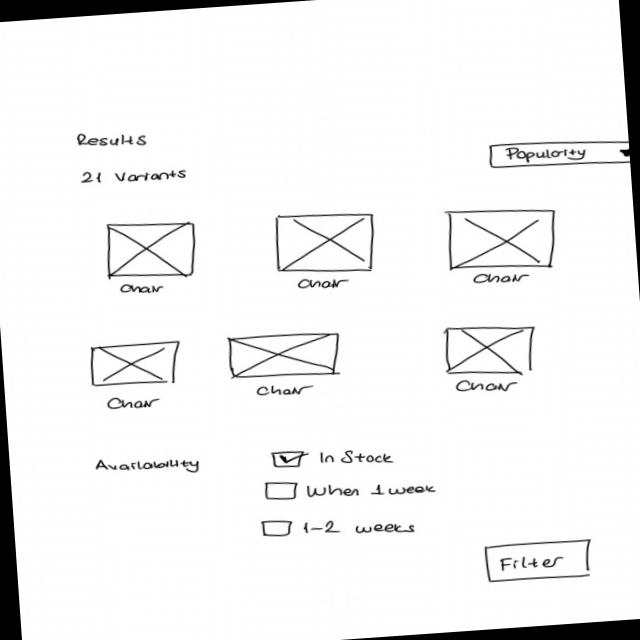 Results
Populority
21 Variants
Chair
Chair
Chair
Chair
Chair
Chair
Availability
In Stock
When 1 week
1-2 weeks
Filter